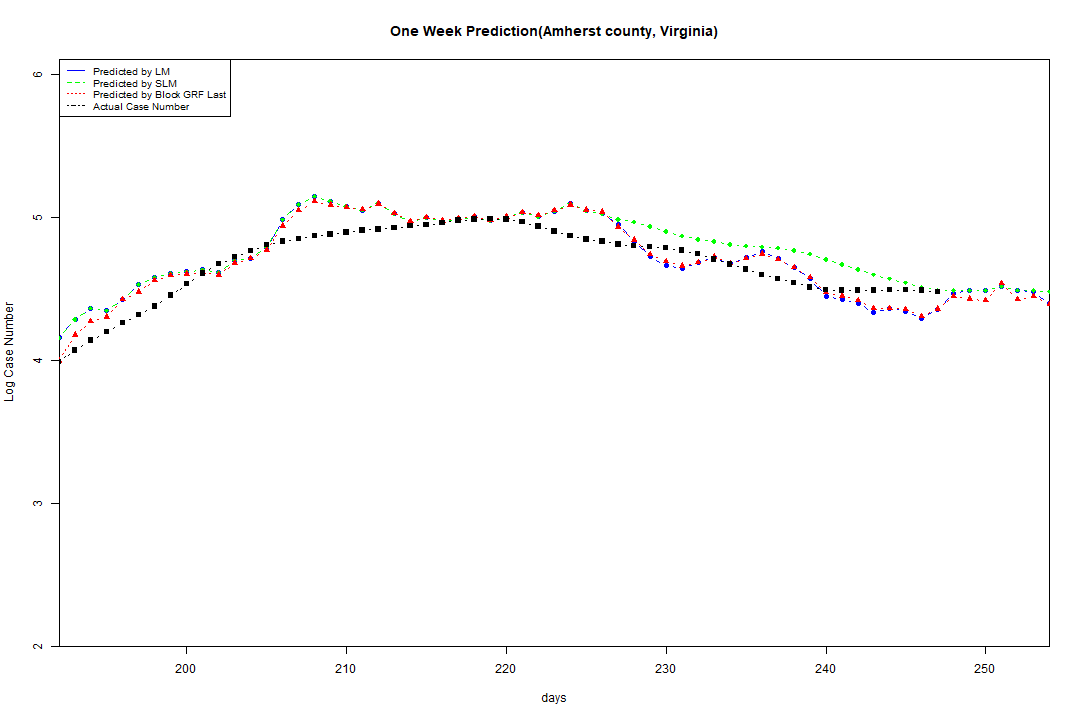 One Week Prediction(Amherst county, Virginia)
Predicted by LM
Predicted by SLM
Predicted by Block GRF Last
Actual Case Number
6
5
4
3
2
Log Case Number
200 210 220 230 240 250
days